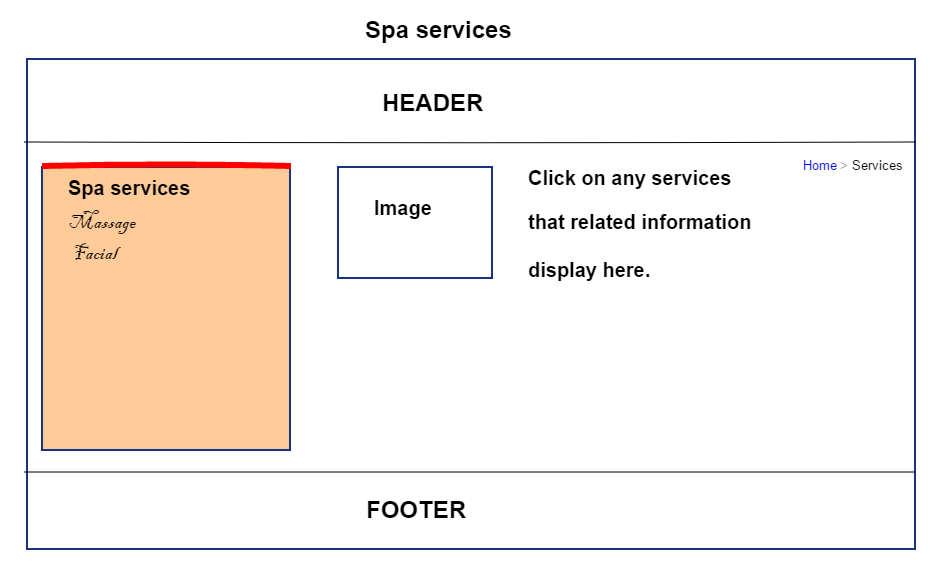 Spa services
HEADER
Home > Services
Spa services
Massage
Facial
Image
Click on any services
that related information
display here.
FOOTER